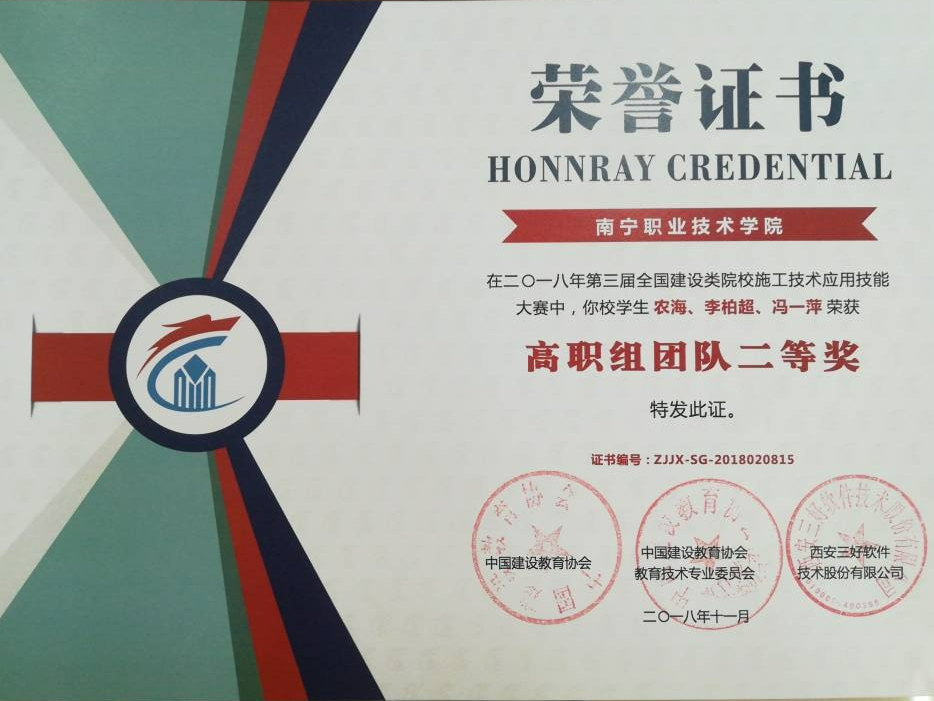 荣誉证书
HONNRAY CREDENTIAL
南宁职业技术学院
在二〇一八年第三届全国建设类院校施工技术应用技能
大赛中，你校学生 农海、李柏超、冯一萍 荣获
高职组团队二等奖
特发此证。
证书编号：ZJJX-SG-2018020815
中国建设教育协会
中国建设教育协会
教育技术专业委员会
西安三好软件
技术股份有限公司
二〇一八年十一月